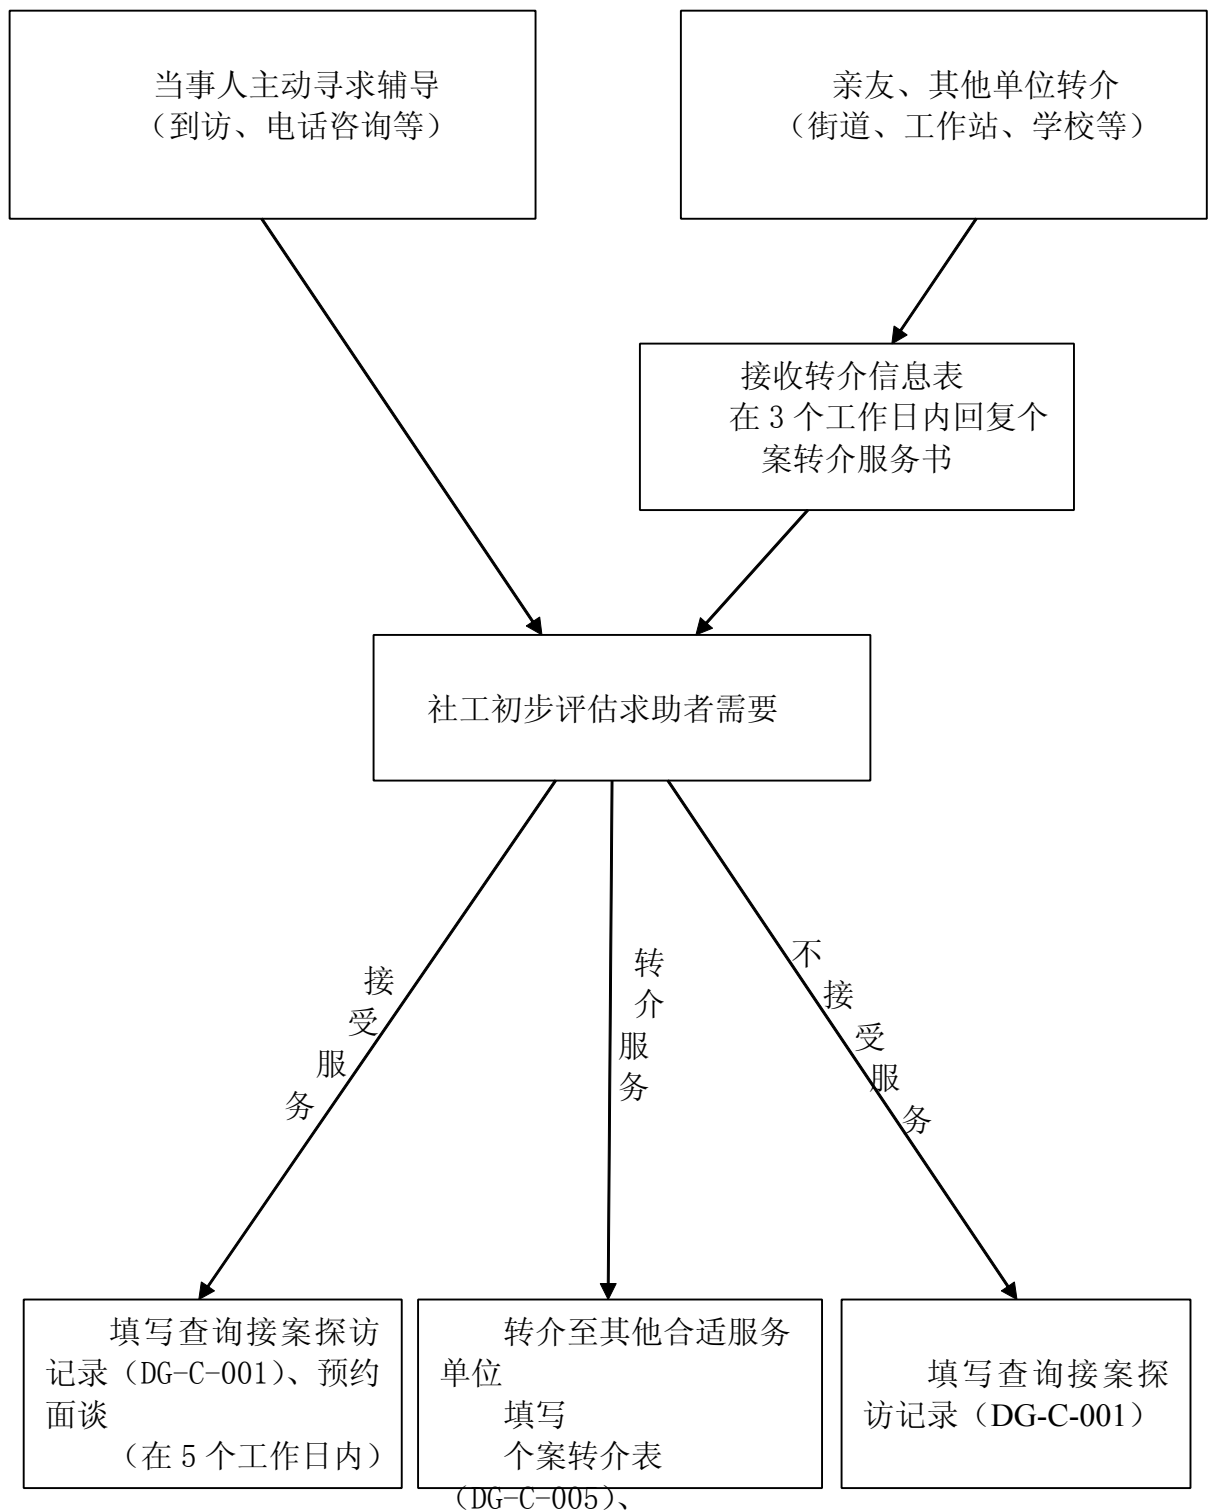 当事人主动寻求辅导
（到访、电话咨询等）
亲友、其他单位转介
（街道、工作站、学校等）
接收转介信息表
在 3 个工作日内回复个
案转介服务书
社工初步评估求助者需要
接受服务
转介服务
不接受服务
填写查询接案探访
记录（DG-C-001）、预约
面谈
（在 5 个工作日内）
转介至其他合适服务
单位
填写
个案转介表
（DG-C-005）、
填写查询接案探
访记录（DG-C-001）